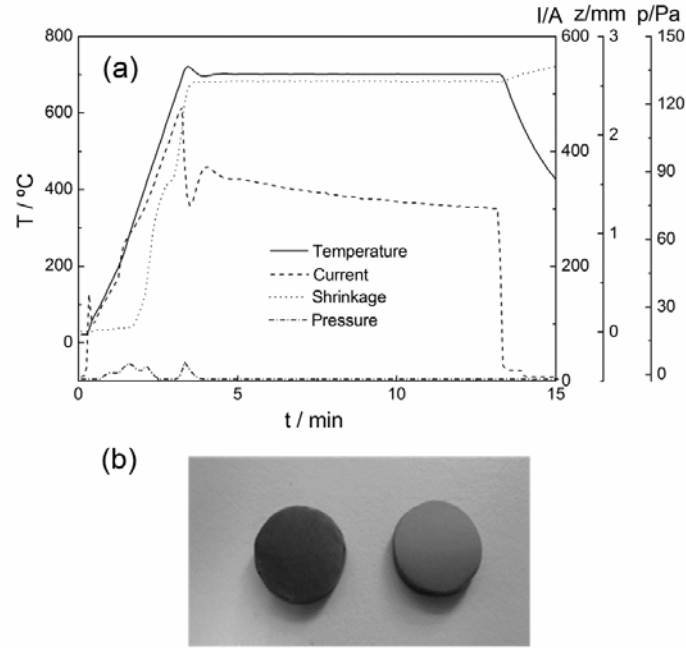 I/A z/mm p/Pa
(a)
800
600
400
200
0
T / ºC
600
400
200
0
3
2
1
0
150
120
90
60
30
0
Temperature
Current
Shrinkage
Pressure
0 5 10 15
t / min
(b)